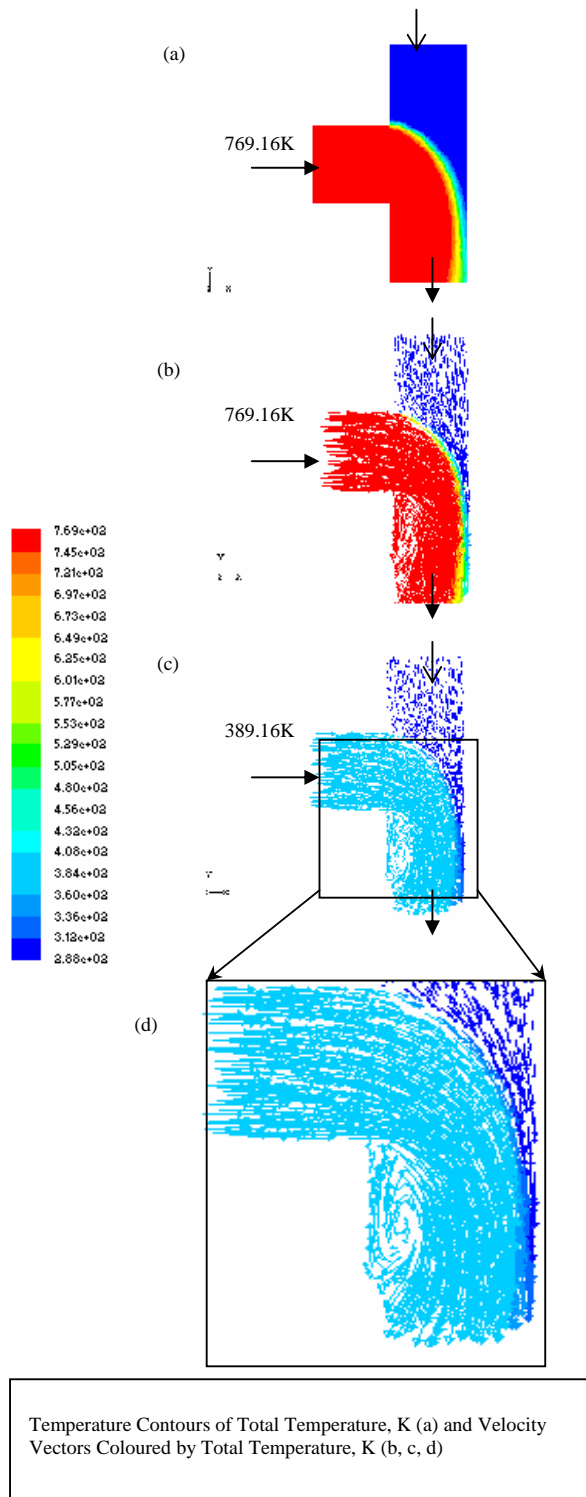 (a)
769.16K
Y
Z X
(b)
769.16K
Y
Z X
7.69e+02
7.45e+02
7.21e+02
6.97e+02
6.73e+02
6.49e+02
6.25e+02
6.01e+02
5.77e+02
5.53e+02
5.29e+02
5.05e+02
4.80e+02
4.56e+02
4.32e+02
4.08e+02
3.84e+02
3.60e+02
3.36e+02
3.12e+02
2.88e+02
(c)
389.16K
Y
(d)
Temperature Contours of Total Temperature, K (a) and Velocity
Vectors Coloured by Total Temperature, K (b, c, d)